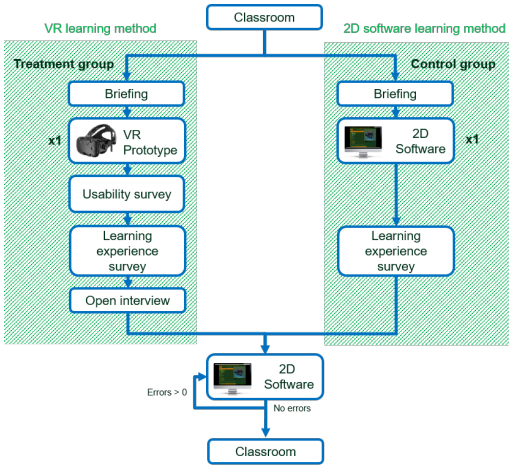 Classroom
VR learning method
2D software learning method
Treatment group
Control group
Briefing
Briefing
x1
VR
Prototype
2D
Software
x1
Usability survey
Learning
experience
survey
Learning
experience
survey
Open interview
2D
Software
Errors > 0
No errors
Classroom